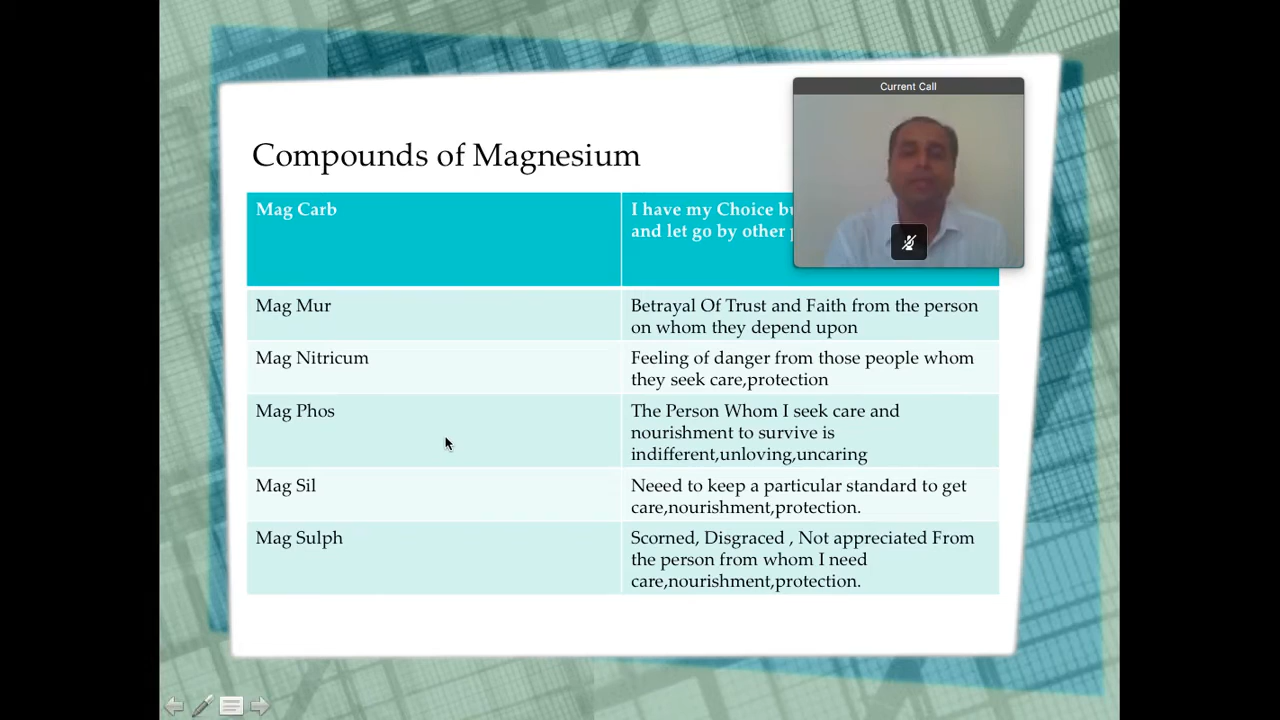 Current Call
Compounds of Magnesium
Mag Carb
I have my Choice
and let go by other
Mag Mur
Betrayal Of Trust and Faith from the person
on whom they depend upon
Mag Nitricum
Feeling of danger from those people whom
they seek care,protection
Mag Phos
The Person Whom I seek care and
nourishment to survive is
indifferent,unloving,uncaring
Mag Sil
Neeed to keep a particular standard to get
care,nourishment,protection.
Mag Sulph
Scorned, Disgraced , Not appreciated From
the person from whom I need
care,nourishment,protection.